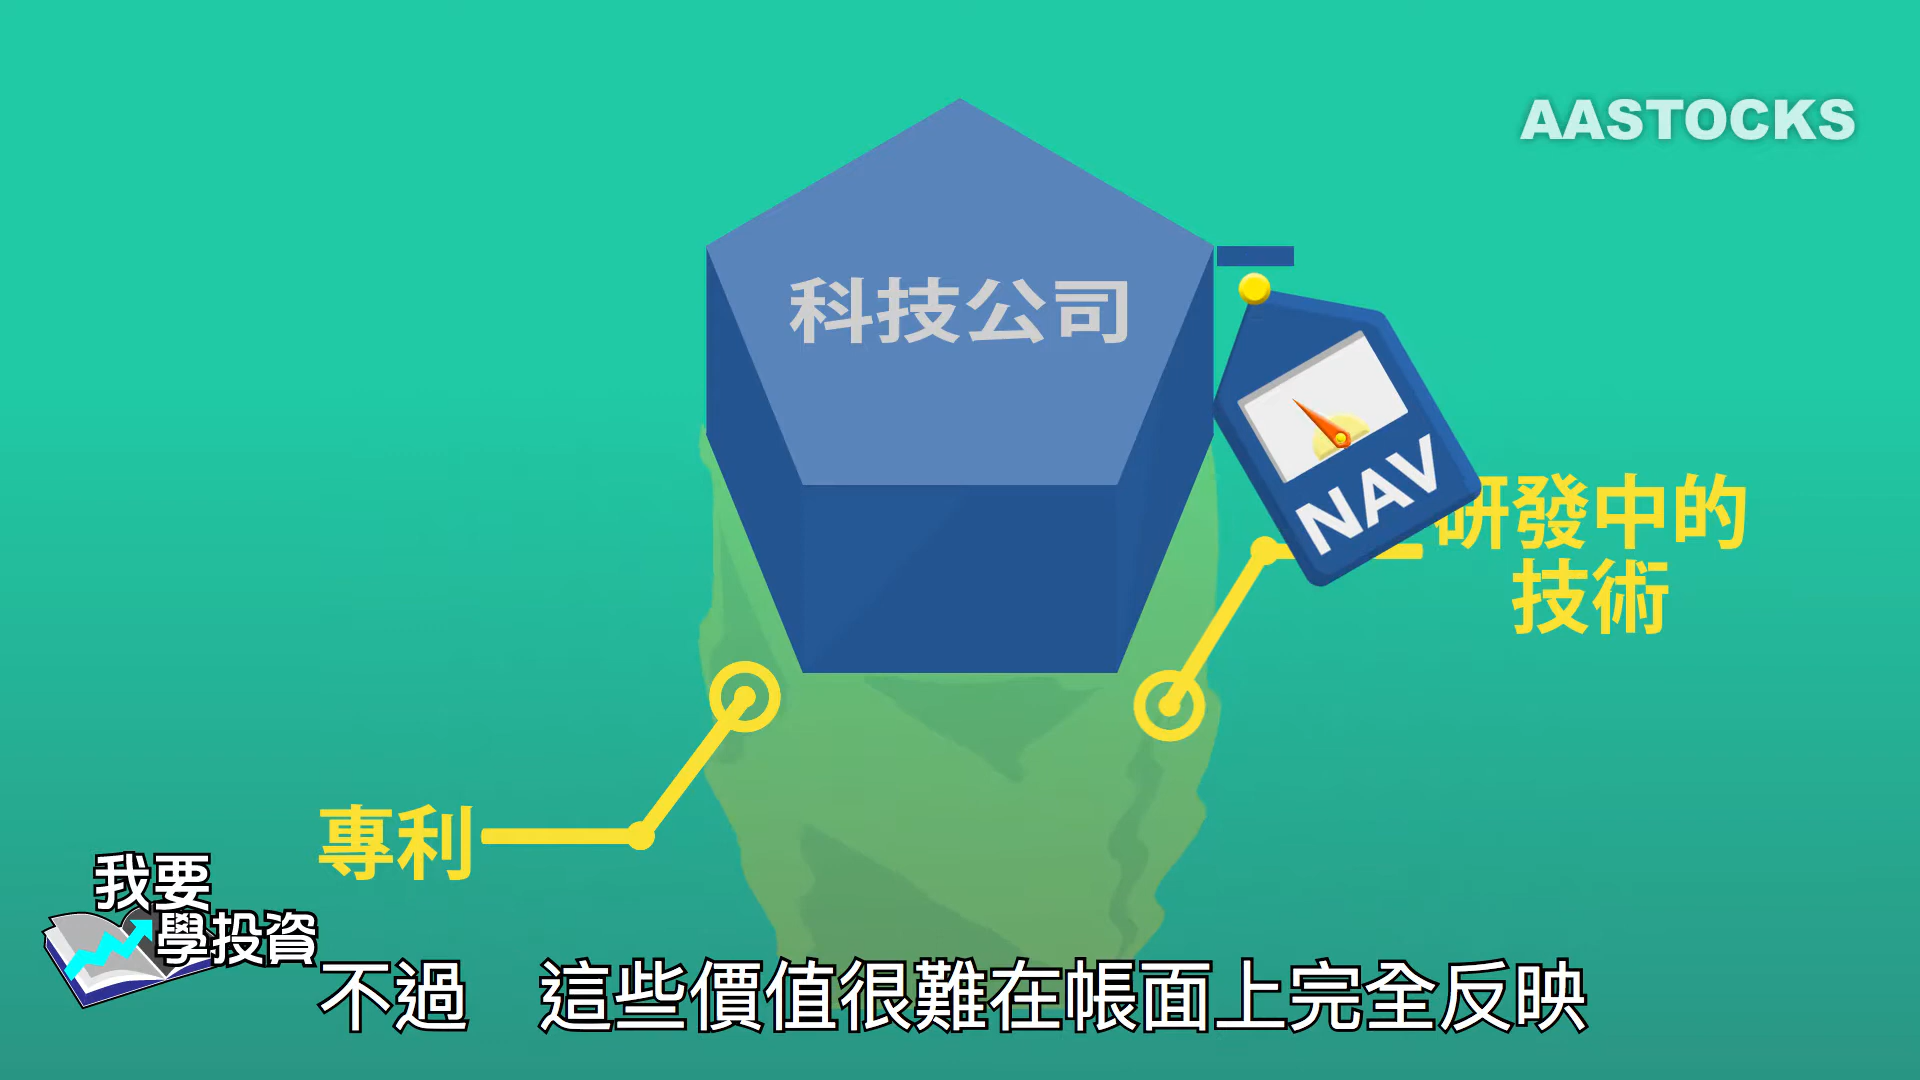 AASTOCKS
科技公司
NAV
研發中的
技術
專利
我要
學投資
不過 這些價值很難在帳面上完全反映